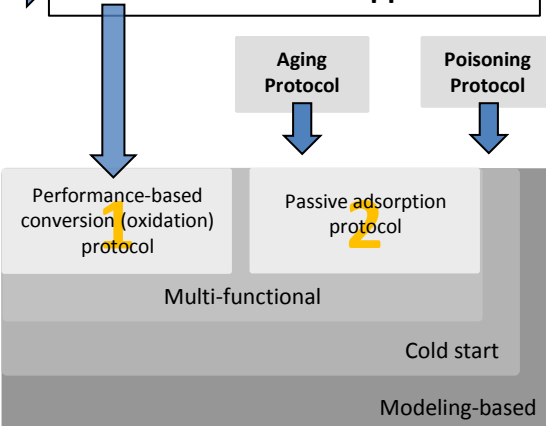 Aging
Protocol
Poisoning
Protocol
Performance-based
conversion (oxidation)
protocol
1
Passive adsorption
protocol
2
Multi-functional
Cold start
Modeling-based